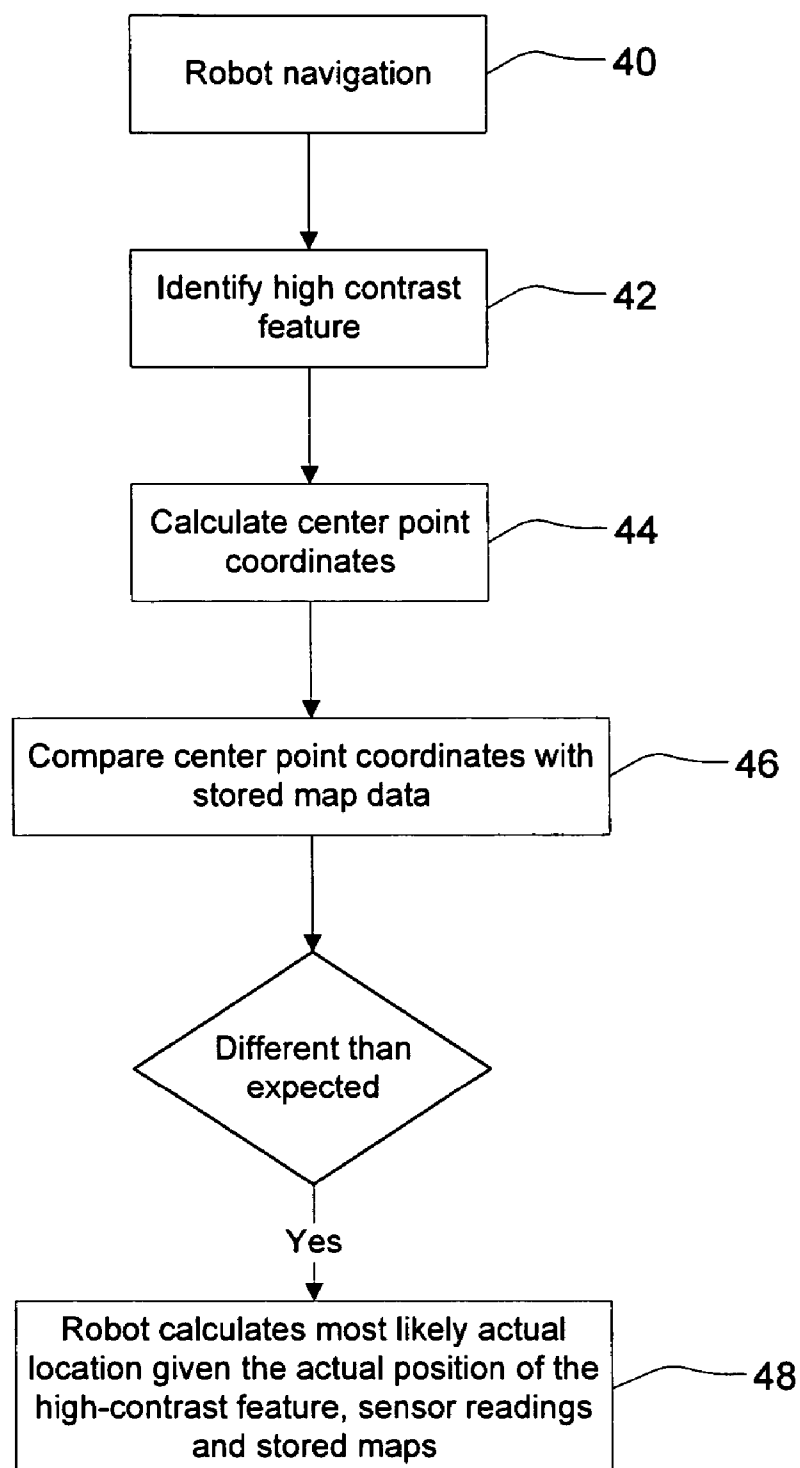 Robot navigation
40
Identify high contrast
feature
42
Calculate center point
coordinates
44
Compare center point coordinates with
stored map data
46
Different than
expected
Yes
Robot calculates most likely actual
location given the actual position of the
high-contrast feature, sensor readings
and stored maps
48